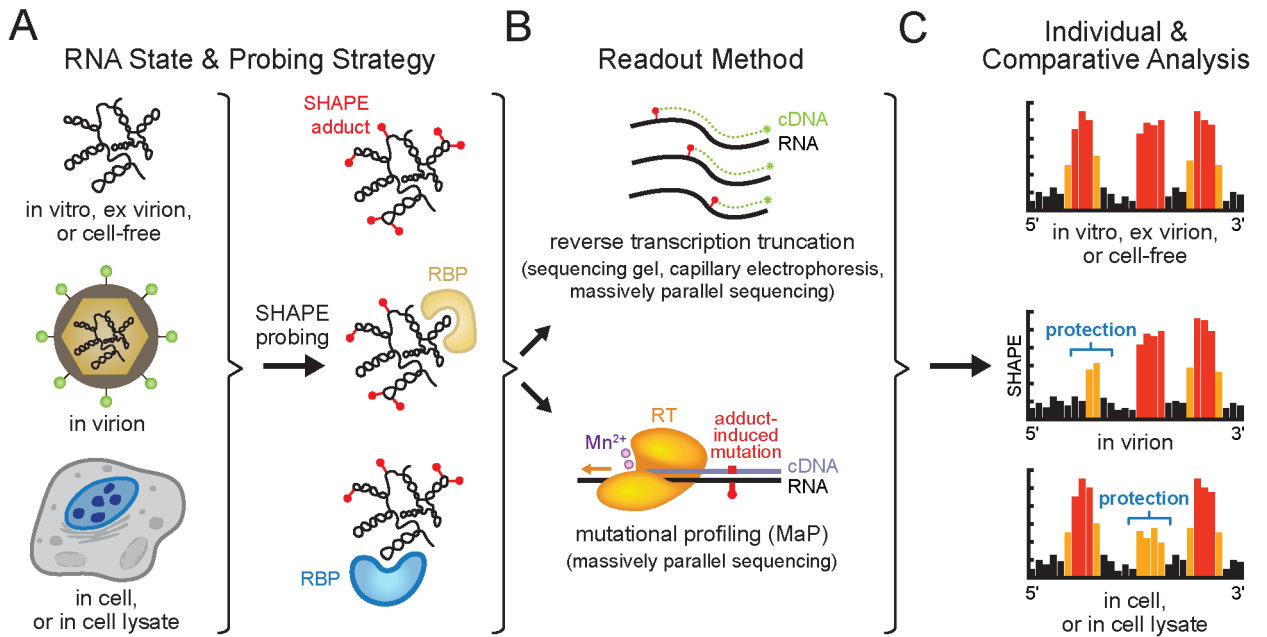 A
RNA State & Probing Strategy
in vitro, ex virion,
or cell-free
in virion
in cell,
or in cell lysate
SHAPE
probing
SHAPE
adduct
RBP
RBP
B
Readout Method
cDNA
RNA
reverse transcription truncation
(sequencing gel, capillary electrophoresis,
massively parallel sequencing)
RT
Mn²⁺
adduct-
induced
mutation
cDNA
RNA
mutational profiling (MaP)
(massively parallel sequencing)
C
Individual &
Comparative Analysis
5' 3'
in vitro, ex virion,
or cell-free
protection
SHAPE
5' 3'
in virion
protection
5' 3'
in cell,
or in cell lysate